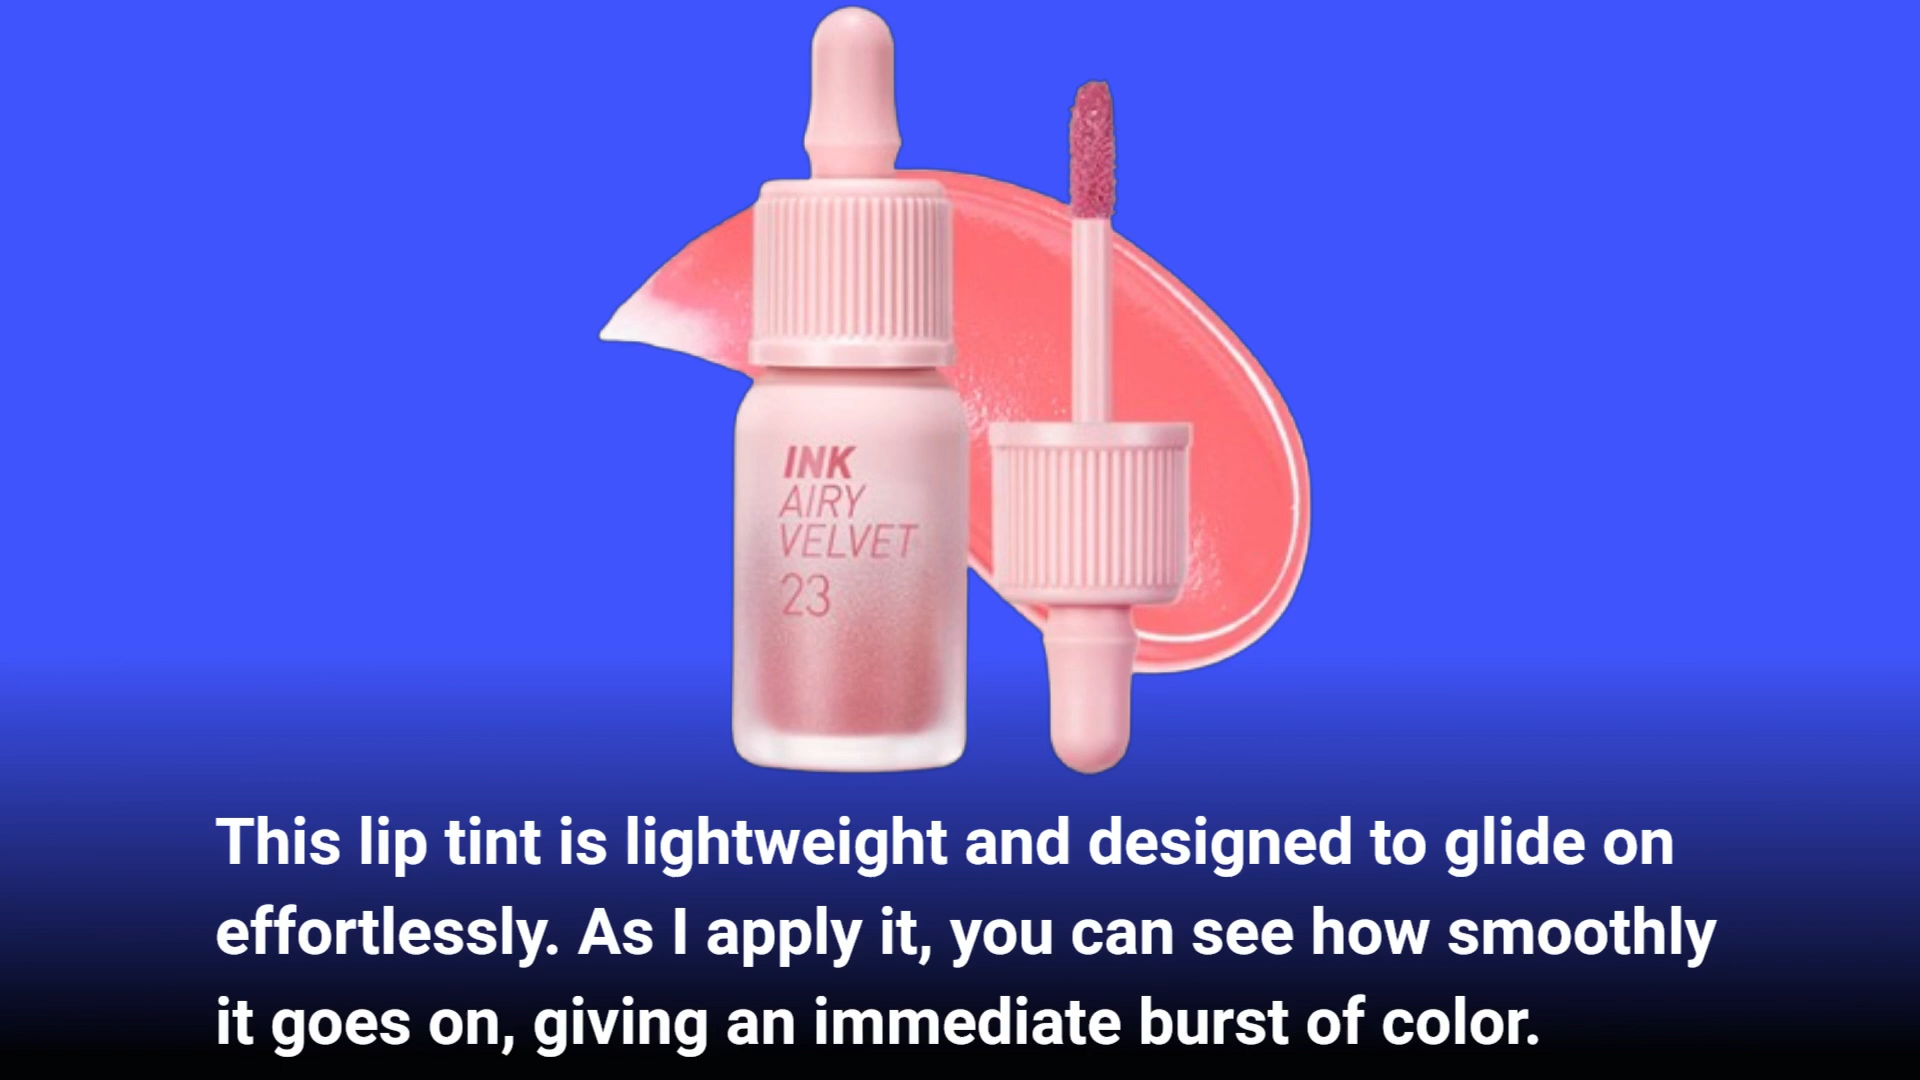 INK
AIRY
VELVET
23
This lip tint is lightweight and designed to glide on
effortlessly. As I apply it, you can see how smoothly
it goes on, giving an immediate burst of color.